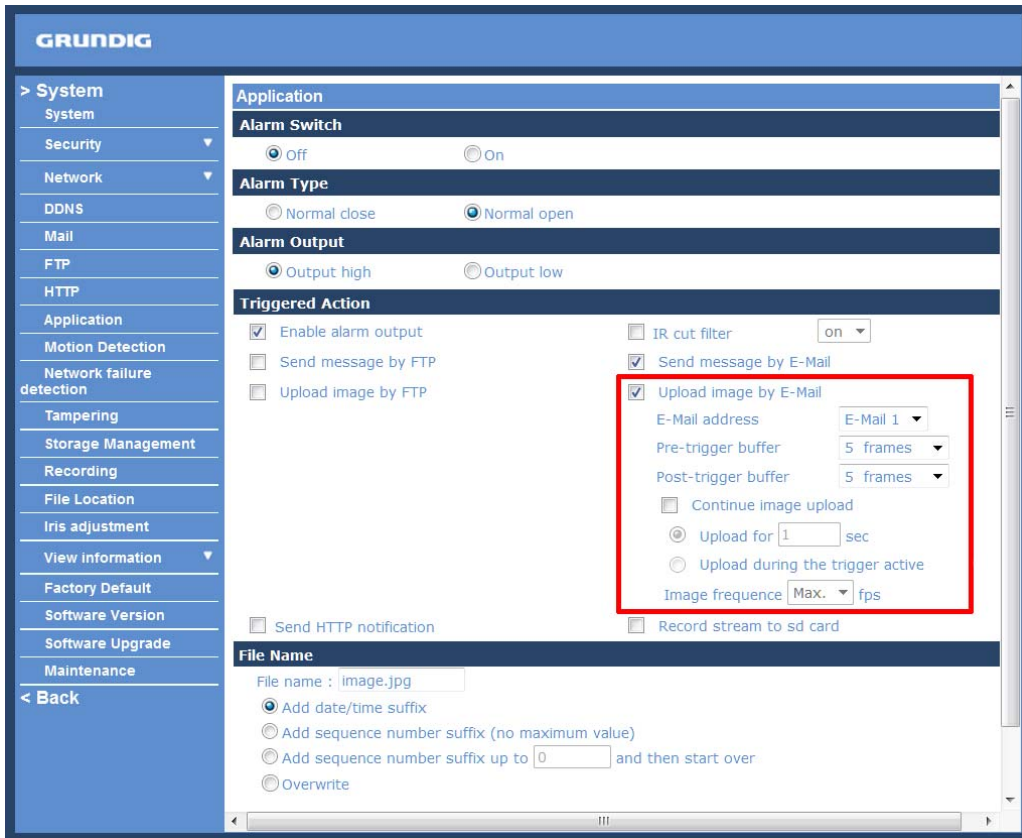 GRUNDIG
> System
System
Security
Network
DDNS
Mail
FTP
HTTP
Application
Motion Detection
Network failure
detection
Tampering
Storage Management
Recording
File Location
Iris adjustment
View information
Factory Default
Software Version
Software Upgrade
Maintenance
< Back
Application
Alarm Switch
Off On
Alarm Type
Normal close Normal open
Alarm Output
Output high Output low
Triggered Action
Enable alarm output IR cut filter on
Send message by FTP Send message by E-Mail
Upload image by FTP Upload image by E-Mail
E-Mail address E-Mail 1
Pre-trigger buffer 5 frames
Post-trigger buffer 5 frames
Continue image upload
Upload for 1 sec
Upload during the trigger active
Image frequence Max. fps
Send HTTP notification Record stream to sd card
File Name
File name : image.jpg
Add date/time suffix
Add sequence number suffix (no maximum value)
Add sequence number suffix up to 0 and then start over
Overwrite